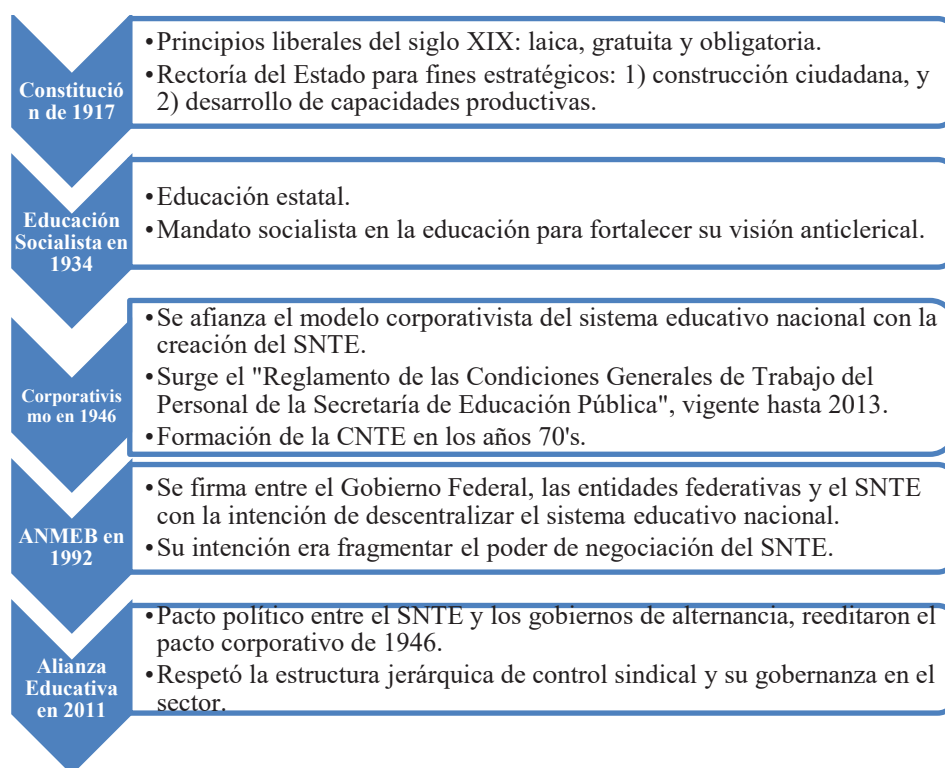 Constitució
n de 1917
•Principios liberales del siglo XIX: laica, gratuita y obligatoria.
•Rectoría del Estado para fines estratégicos: 1) construcción ciudadana, y
2) desarrollo de capacidades productivas.
Educación
Socialista en
1934
•Educación estatal.
•Mandato socialista en la educación para fortalecer su visión anticlerical.
Corporativis
mo en 1946
•Se afianza el modelo corporativista del sistema educativo nacional con la
creación del SNTE.
•Surge el "Reglamento de las Condiciones Generales de Trabajo del
Personal de la Secretaría de Educación Pública", vigente hasta 2013.
•Formación de la CNTE en los años 70's.
ANMEB en
1992
•Se firma entre el Gobierno Federal, las entidades federativas y el SNTE
con la intención de descentralizar el sistema educativo nacional.
•Su intención era fragmentar el poder de negociación del SNTE.
Alianza
Educativa
en 2011
•Pacto político entre el SNTE y los gobiernos de alternancia, reeditaron el
pacto corporativo de 1946.
•Respetó la estructura jerárquica de control sindical y su gobernanza en el
sector.